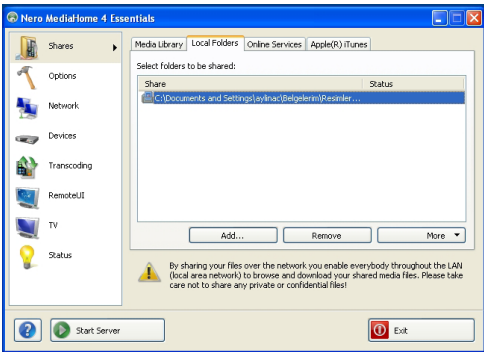 Nero MediaHome 4 Essentials
Shares
Options
Network
Devices
Transcoding
RemoteUI
TV
Status
Media Library Local Folders Online Services Apple(R) iTunes
Select folders to be shared:
Share Status
C:\Documents and Settings\aylinac\Belgelerim\Resimler...
Add... Remove More
By sharing your files over the network you enable everybody throughout the LAN
(local area network) to browse and download your shared media files. Please take
care not to share any private or confidential files!
Start Server Exit